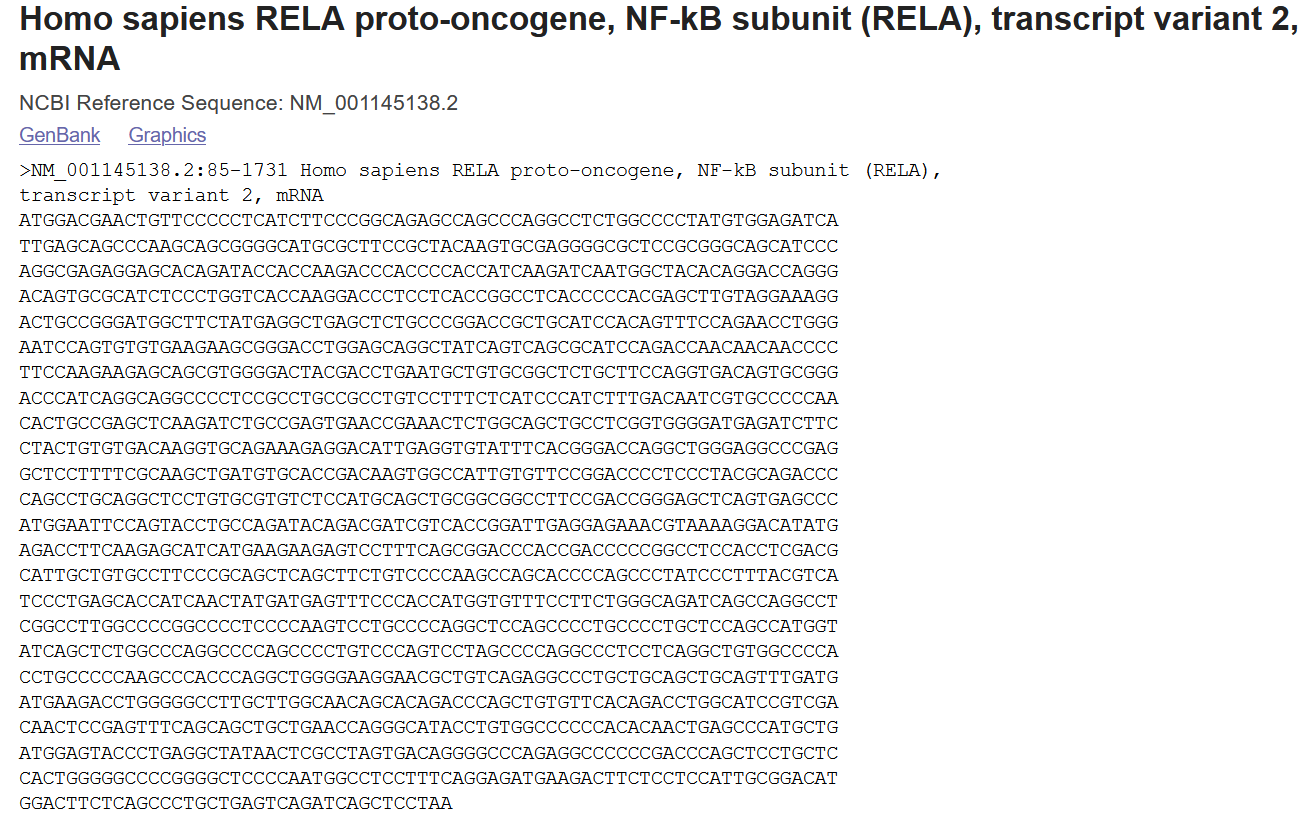 Homo sapiens RELA proto-oncogene, NF-kB subunit (RELA), transcript variant 2,
mRNA
NCBI Reference Sequence: NM_001145138.2
GenBank Graphics
>NM_001145138.2:85-1731 Homo sapiens RELA proto-oncogene, NF-kB subunit (RELA),
transcript variant 2, mRNA
ATGGACGAACTGTTCCCCCTCATCTTCCCGGCAGAGCCAGCCCAGGCCTCTGGCCCCTATGTGGAGATCA
TTGAGCAGCCCAAGCAGCGGGGCATGCGCTTCCGCTACAAGTGCGAGGGGCGCTCCGCGGGCAGCATCCC
AGGCGAGAGGAGCACAGATACCACCAAGACCCACCCCACCATCAAGATCAATGGCTACACAGGACCAGGG
ACAGTGCGCATCTCCCTGGTCACCAAGGACCCTCCTCACCGGCCTCACCCCCACGAGCTTGTAGGAAAGG
ACTGCCGGGATGGCTTCTATGAGGCTGAGCTCTGCCCGGACCGCTGCATCCACAGTTTCCAGAACCTGGG
AATCCAGTGTGTGAAGAAGCGGGACCTGGAGCAGGCTATCAGTCAGCGCATCCAGACCAACAACAACCCC
TTCCAAGAAGAGCAGCGTGGGGACTACGACCTGAATGCTGTGCGGCTCTGCTTCCAGGTGACAGTGCGGG
ACCCATCAGGCAGGCCCCTCCGCCTGCCGCCTGTCCTTTCTCATCCCATCTTTGACAATCGTGCCCCCAA
CACTGCCGAGCTCAAGATCTGCCGAGTGAACCGAAACTCTGGCAGCTGCCTCGGTGGGGATGAGATCTTC
CTACTGTGTGACAAGGTGCAGAAAGAGGACATTGAGGTGTATTTCACGGGACCAGGCTGGGAGGCCCGAG
GCTCCTTTTCGCAAGCTGATGTGCACCGACAAGTGGCCATTGTGTTCCGGACCCCTCCCTACGCAGACCC
CAGCCTGCAGGCTCCTGTGCGTGTCTCCATGCAGCTGCGGCGGCCTTCCGACCGGGAGCTCAGTGAGCCC
ATGGAATTCCAGTACCTGCCAGATACAGACGATCGTCACCGGATTGAGGAGAAACGTAAAAGGACATATG
AGACCTTCAAGAGCATCATGAAGAAGAGTCCTTTCAGCGGACCCACCGACCCCCGGCCTCCACCTCGACG
CATTGCTGTGCCTTCCCGCAGCTCAGCTTCTGTCCCCAAGCCAGCACCCCAGCCCTATCCCTTTACGTCA
TCCCTGAGCACCATCAACTATGATGAGTTTCCCACCATGGTGTTTCCTTCTGGGCAGATCAGCCAGGCCT
CGGCCTTGGCCCCGGCCCCTCCCCAAGTCCTGCCCCAGGCTCCAGCCCCTGCCCCTGCTCCAGCCATGGT
ATCAGCTCTGGCCCAGGCCCCAGCCCCTGTCCCAGTCCTAGCCCCAGGCCCTCCTCAGGCTGTGGCCCCA
CCTGCCCCCAAGCCCACCCAGGCTGGGGAAGGAACGCTGTCAGAGGCCCTGCTGCAGCTGCAGTTTGATG
ATGAAGACCTGGGGGCCTTGCTTGGCAACAGCACAGACCCAGCTGTGTTCACAGACCTGGCATCCGTCGA
CAACTCCGAGTTTCAGCAGCTGCTGAACCAGGGCATACCTGTGGCCCCCCACACAACTGAGCCCATGCTG
ATGGAGTACCCTGAGGCTATAACTCGCCTAGTGACAGGGGCCCAGAGGCCCCCCGACCCAGCTCCTGCTC
CACTGGGGGCCCCGGGGCTCCCCAATGGCCTCCTTTCAGGAGATGAAGACTTCTCCTCCATTGCGGACAT
GGACTTCTCAGCCCTGCTGAGTCAGATCAGCTCCTAA